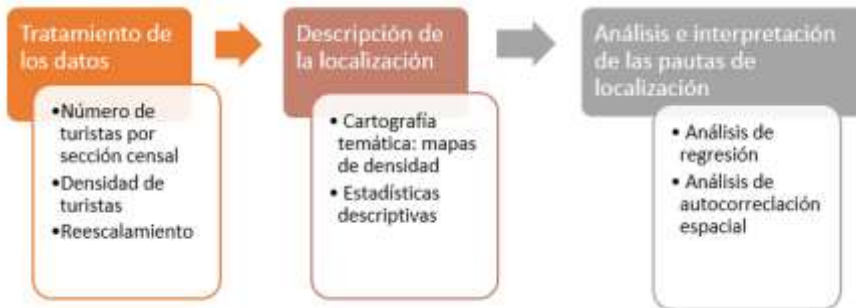 Tratamiento de
los datos
•Número de
turistas por
sección censal
•Densidad de
turistas
•Reescalamiento
Descripción de
la localización
• Cartografía
temática: mapas
de densidad
• Estadísticas
descriptivas
Análisis e interpretación
de las pautas de
localización
• Análisis de
regresión
• Análisis de
autocorreclación
espacial